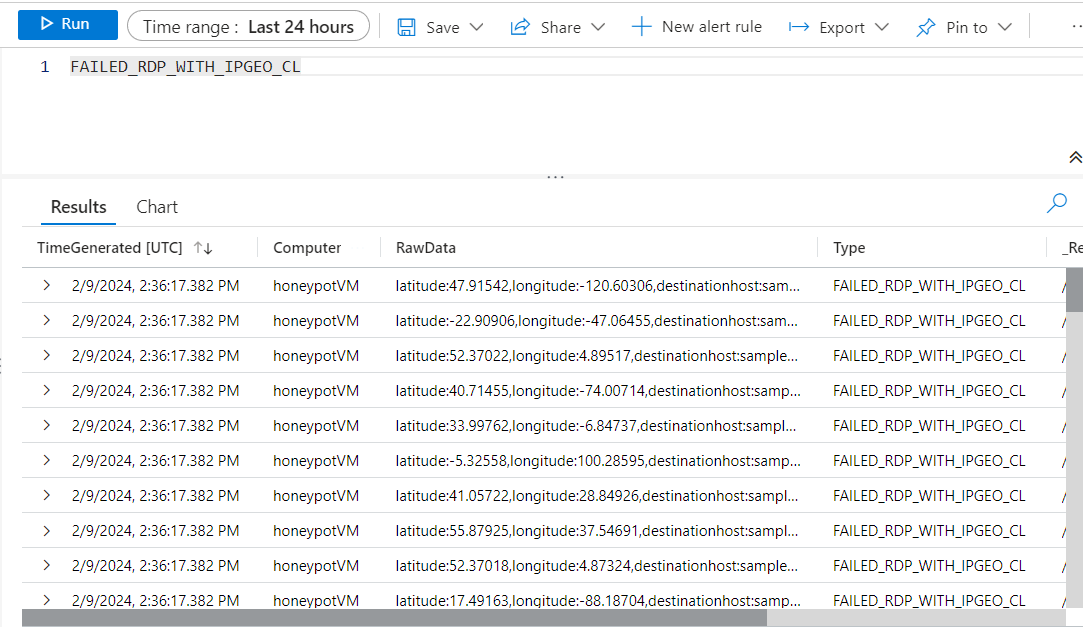 Run Time range : Last 24 hours Save Share New alert rule Export Pin to ...
1 FAILED_RDP_WITH_IPGEO_CL
...
Results Chart
TimeGenerated [UTC] ↑↓ Computer RawData Type _Re
2/9/2024, 2:36:17.382 PM honeypotVM latitude:47.91542,longitude:-120.60306,destinationhost:sam... FAILED_RDP_WITH_IPGEO_CL /
2/9/2024, 2:36:17.382 PM honeypotVM latitude:-22.90906,longitude:-47.06455,destinationhost:sam... FAILED_RDP_WITH_IPGEO_CL /
2/9/2024, 2:36:17.382 PM honeypotVM latitude:52.37022,longitude:4.89517,destinationhost:sample... FAILED_RDP_WITH_IPGEO_CL /
2/9/2024, 2:36:17.382 PM honeypotVM latitude:40.71455,longitude:-74.00714,destinationhost:samp... FAILED_RDP_WITH_IPGEO_CL /
2/9/2024, 2:36:17.382 PM honeypotVM latitude:33.99762,longitude:-6.84737,destinationhost:sampl... FAILED_RDP_WITH_IPGEO_CL /
2/9/2024, 2:36:17.382 PM honeypotVM latitude:-5.32558,longitude:100.28595,destinationhost:samp... FAILED_RDP_WITH_IPGEO_CL /
2/9/2024, 2:36:17.382 PM honeypotVM latitude:41.05722,longitude:28.84926,destinationhost:sampl... FAILED_RDP_WITH_IPGEO_CL /
2/9/2024, 2:36:17.382 PM honeypotVM latitude:55.87925,longitude:37.54691,destinationhost:sampl... FAILED_RDP_WITH_IPGEO_CL /
2/9/2024, 2:36:17.382 PM honeypotVM latitude:52.37018,longitude:4.87324,destinationhost:sample... FAILED_RDP_WITH_IPGEO_CL /
2/9/2024, 2:36:17.382 PM honeypotVM latitude:17.49163,longitude:-88.18704,destinationhost:samp... FAILED_RDP_WITH_IPGEO_CL /